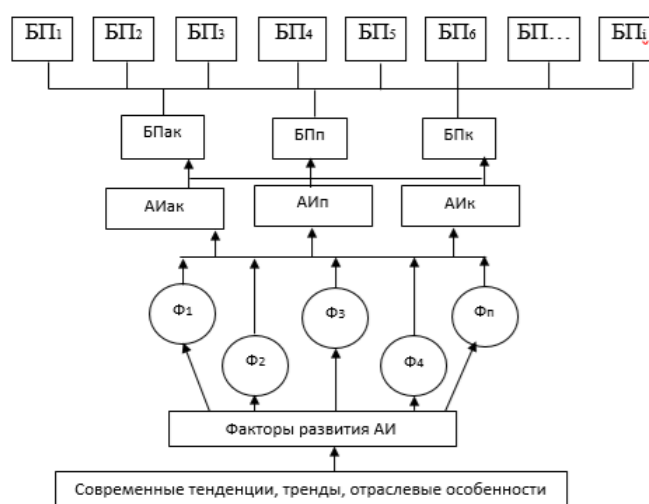 БП1 БП2 БП3 БП4 БП5 БП6 БП... БПi
БПак БПп БПк
АИак АИп АИк
Ф1 Ф3 Фп
Ф2 Ф4
Факторы развития АИ
Современные тенденции, тренды, отраслевые особенности